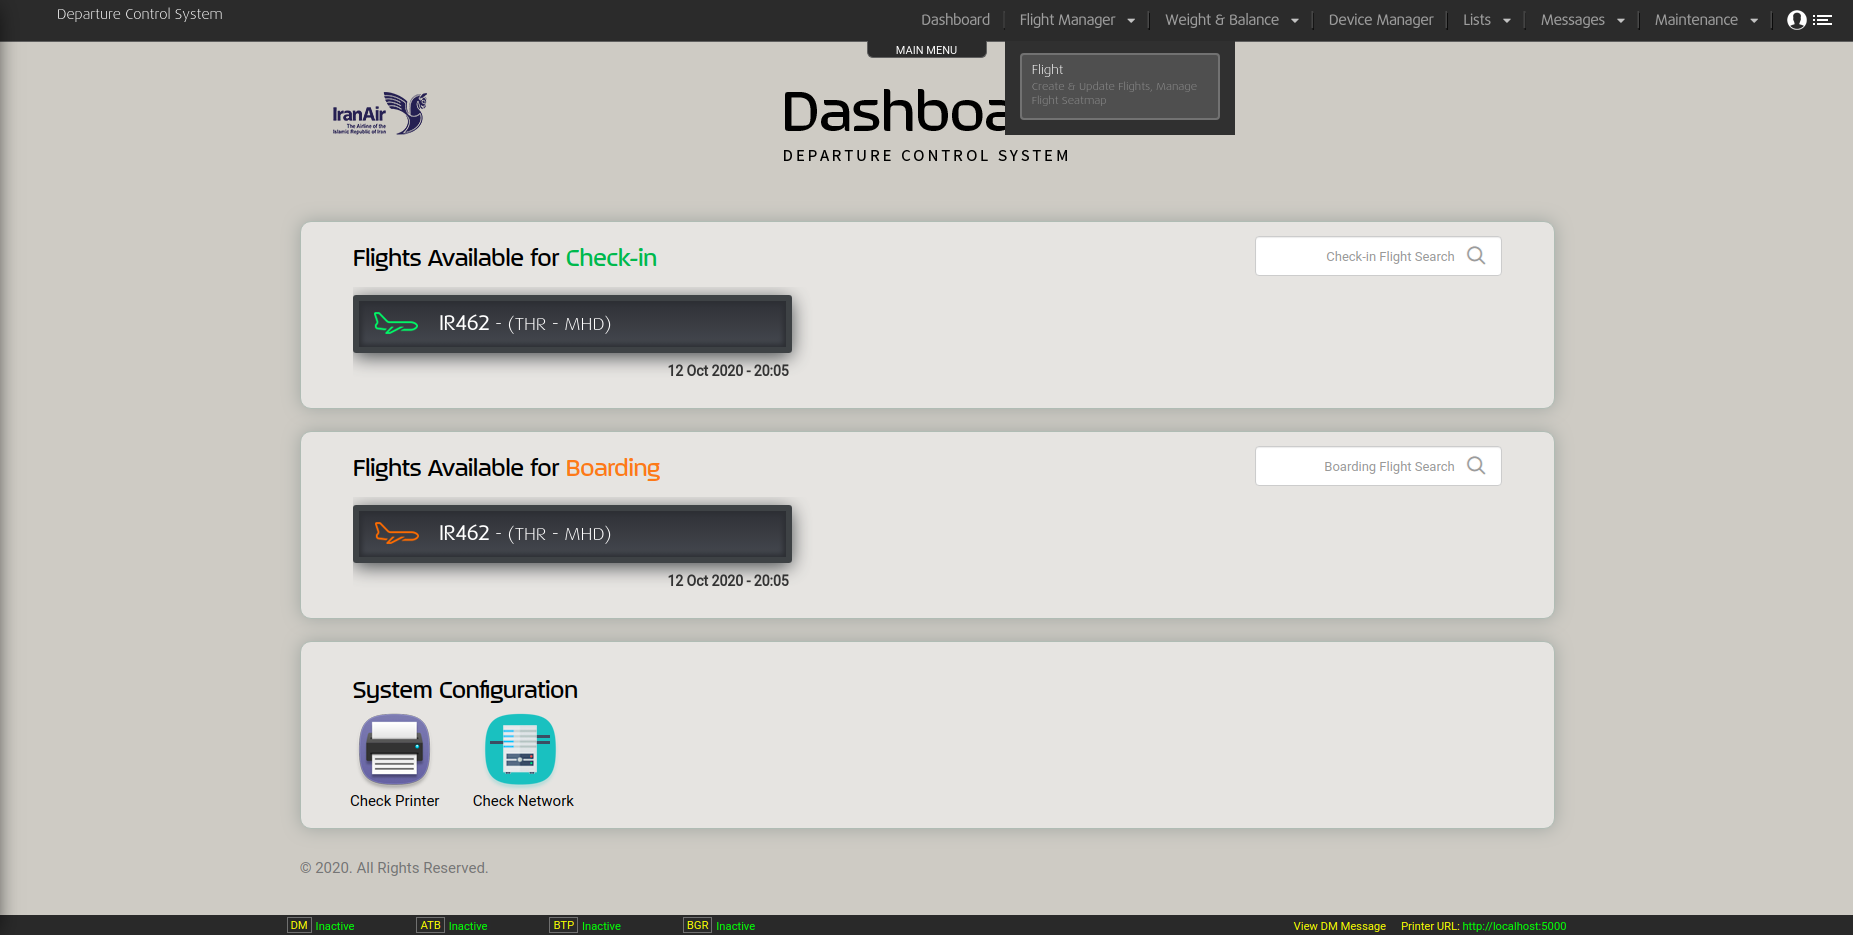 Departure Control System
Dashboard
Flight Manager
Weight & Balance
Device Manager
Lists
Messages
Maintenance
MAIN MENU
Flight
Create & Update Flights, Manage
Flight Seatmap
IranAir
The Airline of the
Islamic Republic of Iran
Dashboa
DEPARTURE CONTROL SYSTEM
Flights Available for Check-in
Check-in Flight Search
IR462 - (THR - MHD)
12 Oct 2020 - 20:05
Flights Available for Boarding
Boarding Flight Search
IR462 - (THR - MHD)
12 Oct 2020 - 20:05
System Configuration
Check Printer
Check Network
© 2020. All Rights Reserved.
DM Inactive
ATB Inactive
BTP Inactive
BGR Inactive
View DM Message
Printer URL: http://localhost:5000